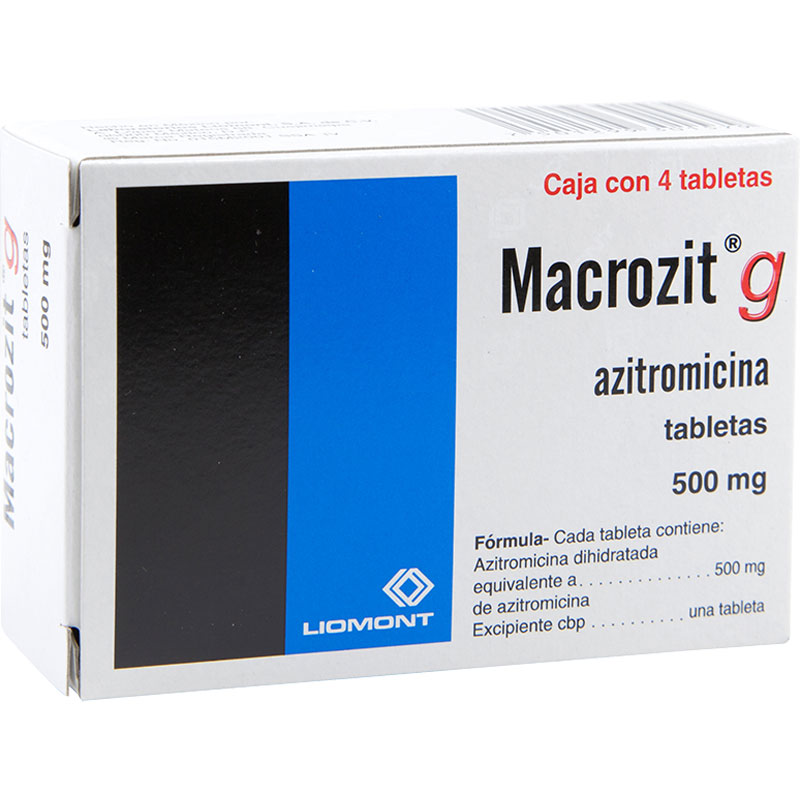 Caja con 4 tabletas
Macrozit® g
azitromicina
tabletas
500 mg
Fórmula- Cada tableta contiene:
Azitromicina dihidratada
equivalente a.................... 500 mg
de azitromicina
Excipiente cbp .............. una tableta
LIOMONT
Macrozit® g
tabletas
500 mg